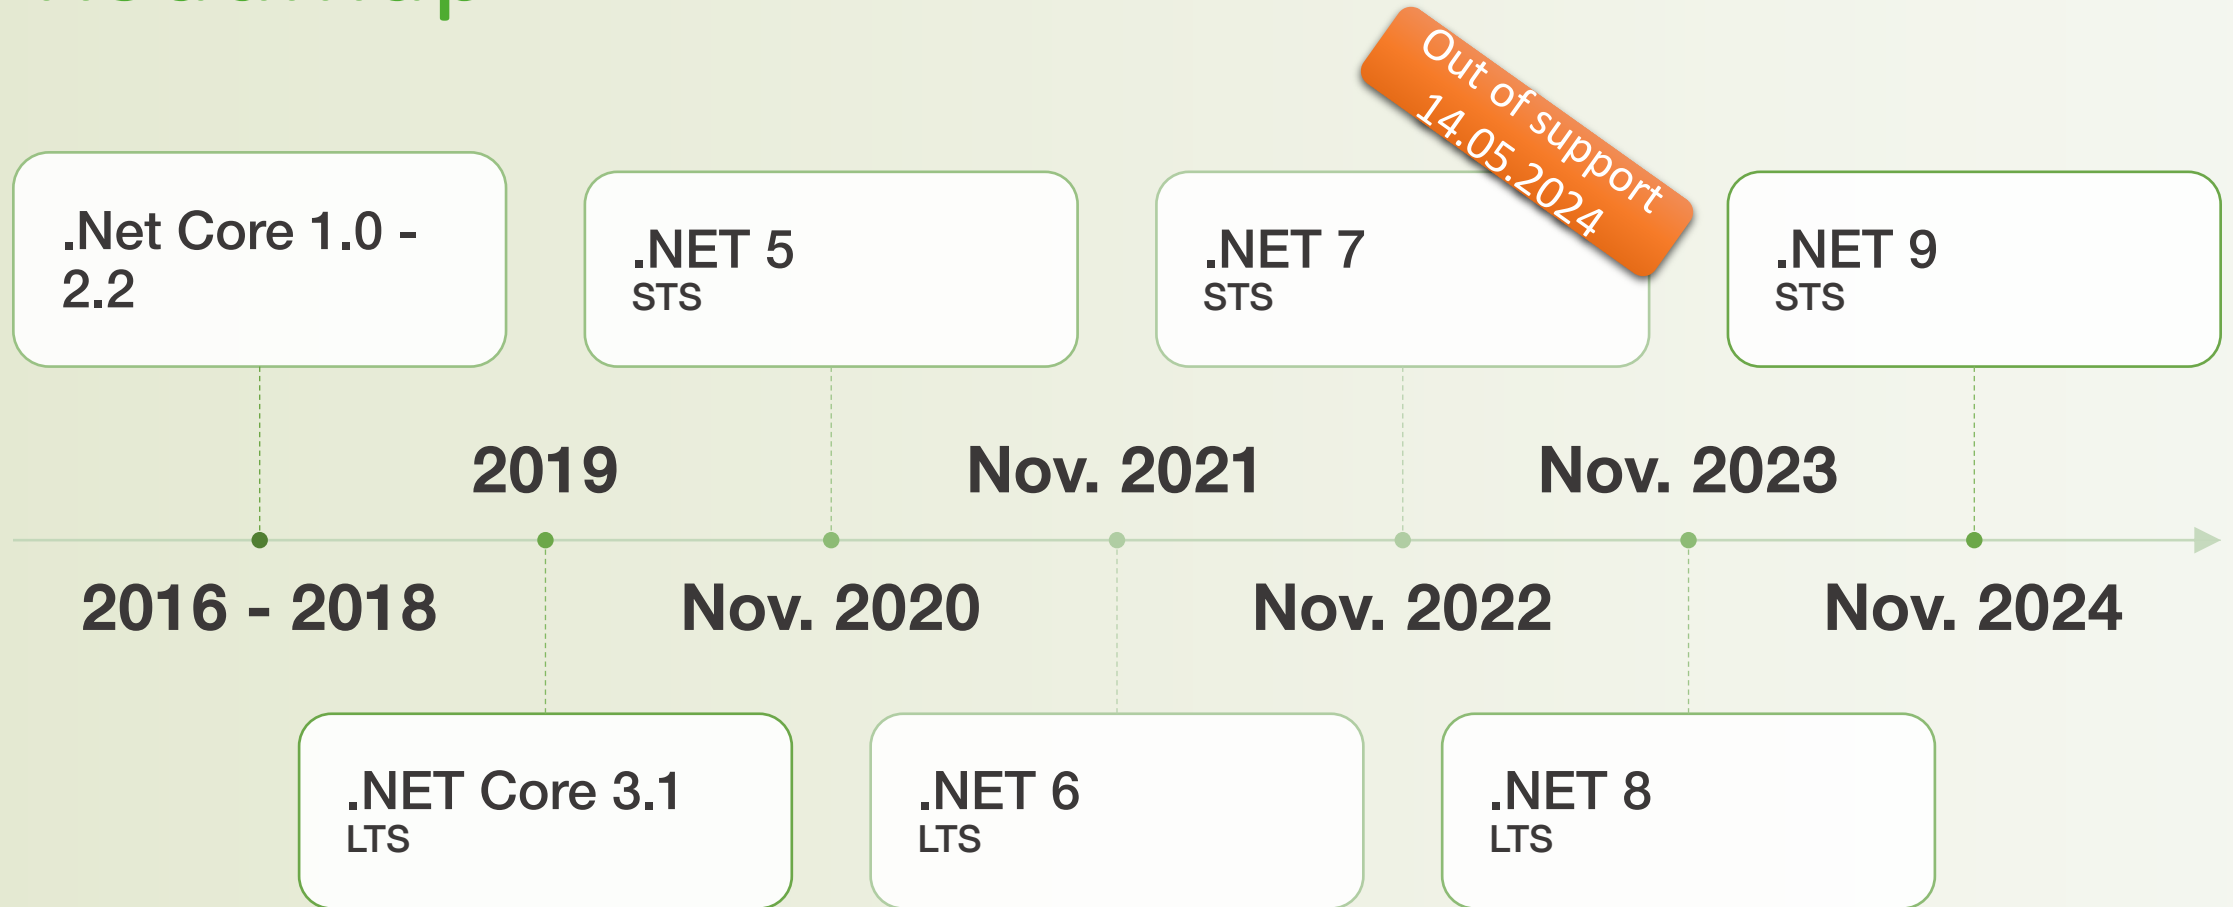 Roadmap
Out of support
14.05.2024
.Net Core 1.0 -
2.2
.NET 5
STS
.NET 7
STS
.NET 9
STS
2019
Nov. 2021
Nov. 2023
2016 - 2018
Nov. 2020
Nov. 2022
Nov. 2024
.NET Core 3.1
LTS
.NET 6
LTS
.NET 8
LTS